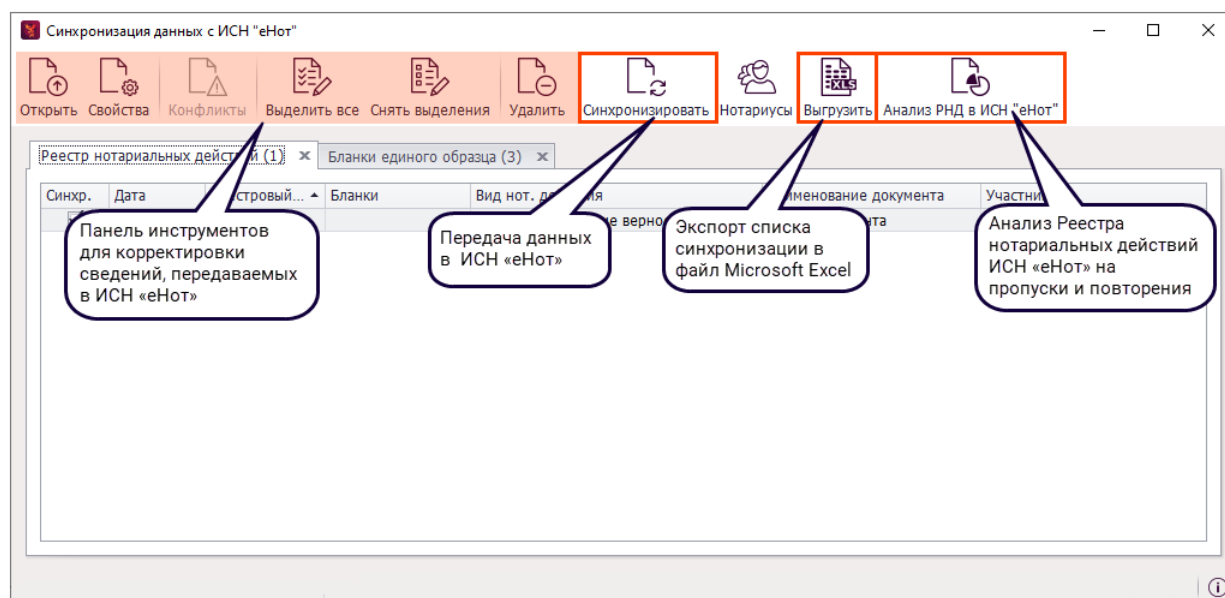 Синхронизация данных с ИСН "еНот"
Открыть Свойства Конфликты Выделить все Снять выделения Удалить Синхронизировать Нотариусы Выгрузить Анализ РНД в ИСН "еНот"
XLS
Реестр нотариальных действий (1) Бланки единого образца (3)
Синхр. Дата Бланки Вид нот. документа Участни
Панель инструментов
для корректировки
сведений, передаваемых
в ИСН «еНот»
Передача данных
в ИСН «еНот»
Экспорт списка
синхронизации в
файл Microsoft Excel
Анализ Реестра
нотариальных действий
ИСН «еНот» на
пропуски и повторения